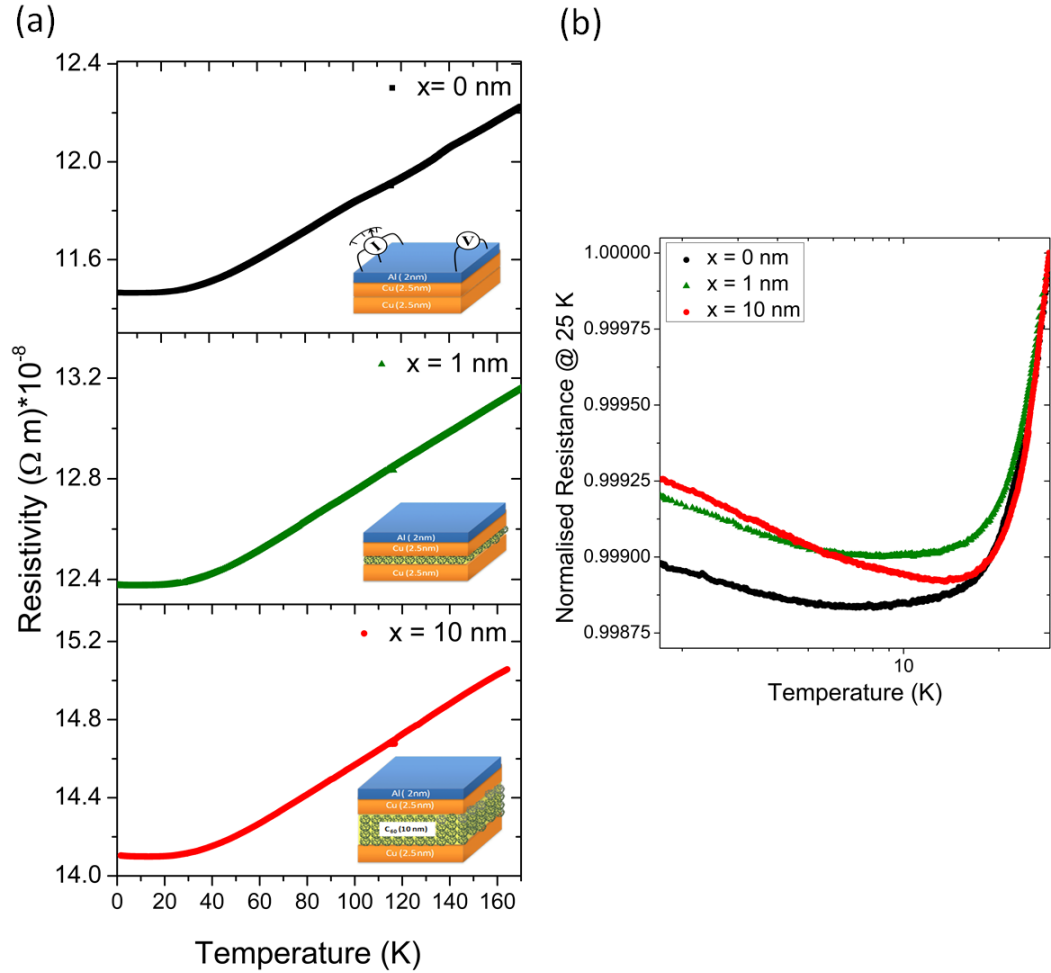 (a)
12.4
12.0
11.6
x= 0 nm
I
V
Al ( 2nm)
Cu (2.5nm)
Cu (2.5nm)
13.2
12.8
12.4
x = 1 nm
Al ( 2nm)
Cu (2.5nm)
Cu (2.5nm)
15.2
14.8
14.4
14.0
x = 10 nm
Al ( 2nm)
Cu (2.5nm)
C₆₀ (10 nm)
Cu (2.5nm)
Resistivity (Ω m)*10⁻⁸
0 20 40 60 80 100 120 140 160
Temperature (K)
(b)
1.00000
0.99975
0.99950
0.99925
0.99900
0.99875
x = 0 nm
x = 1 nm
x = 10 nm
Normalised Resistance @ 25 K
10
Temperature (K)